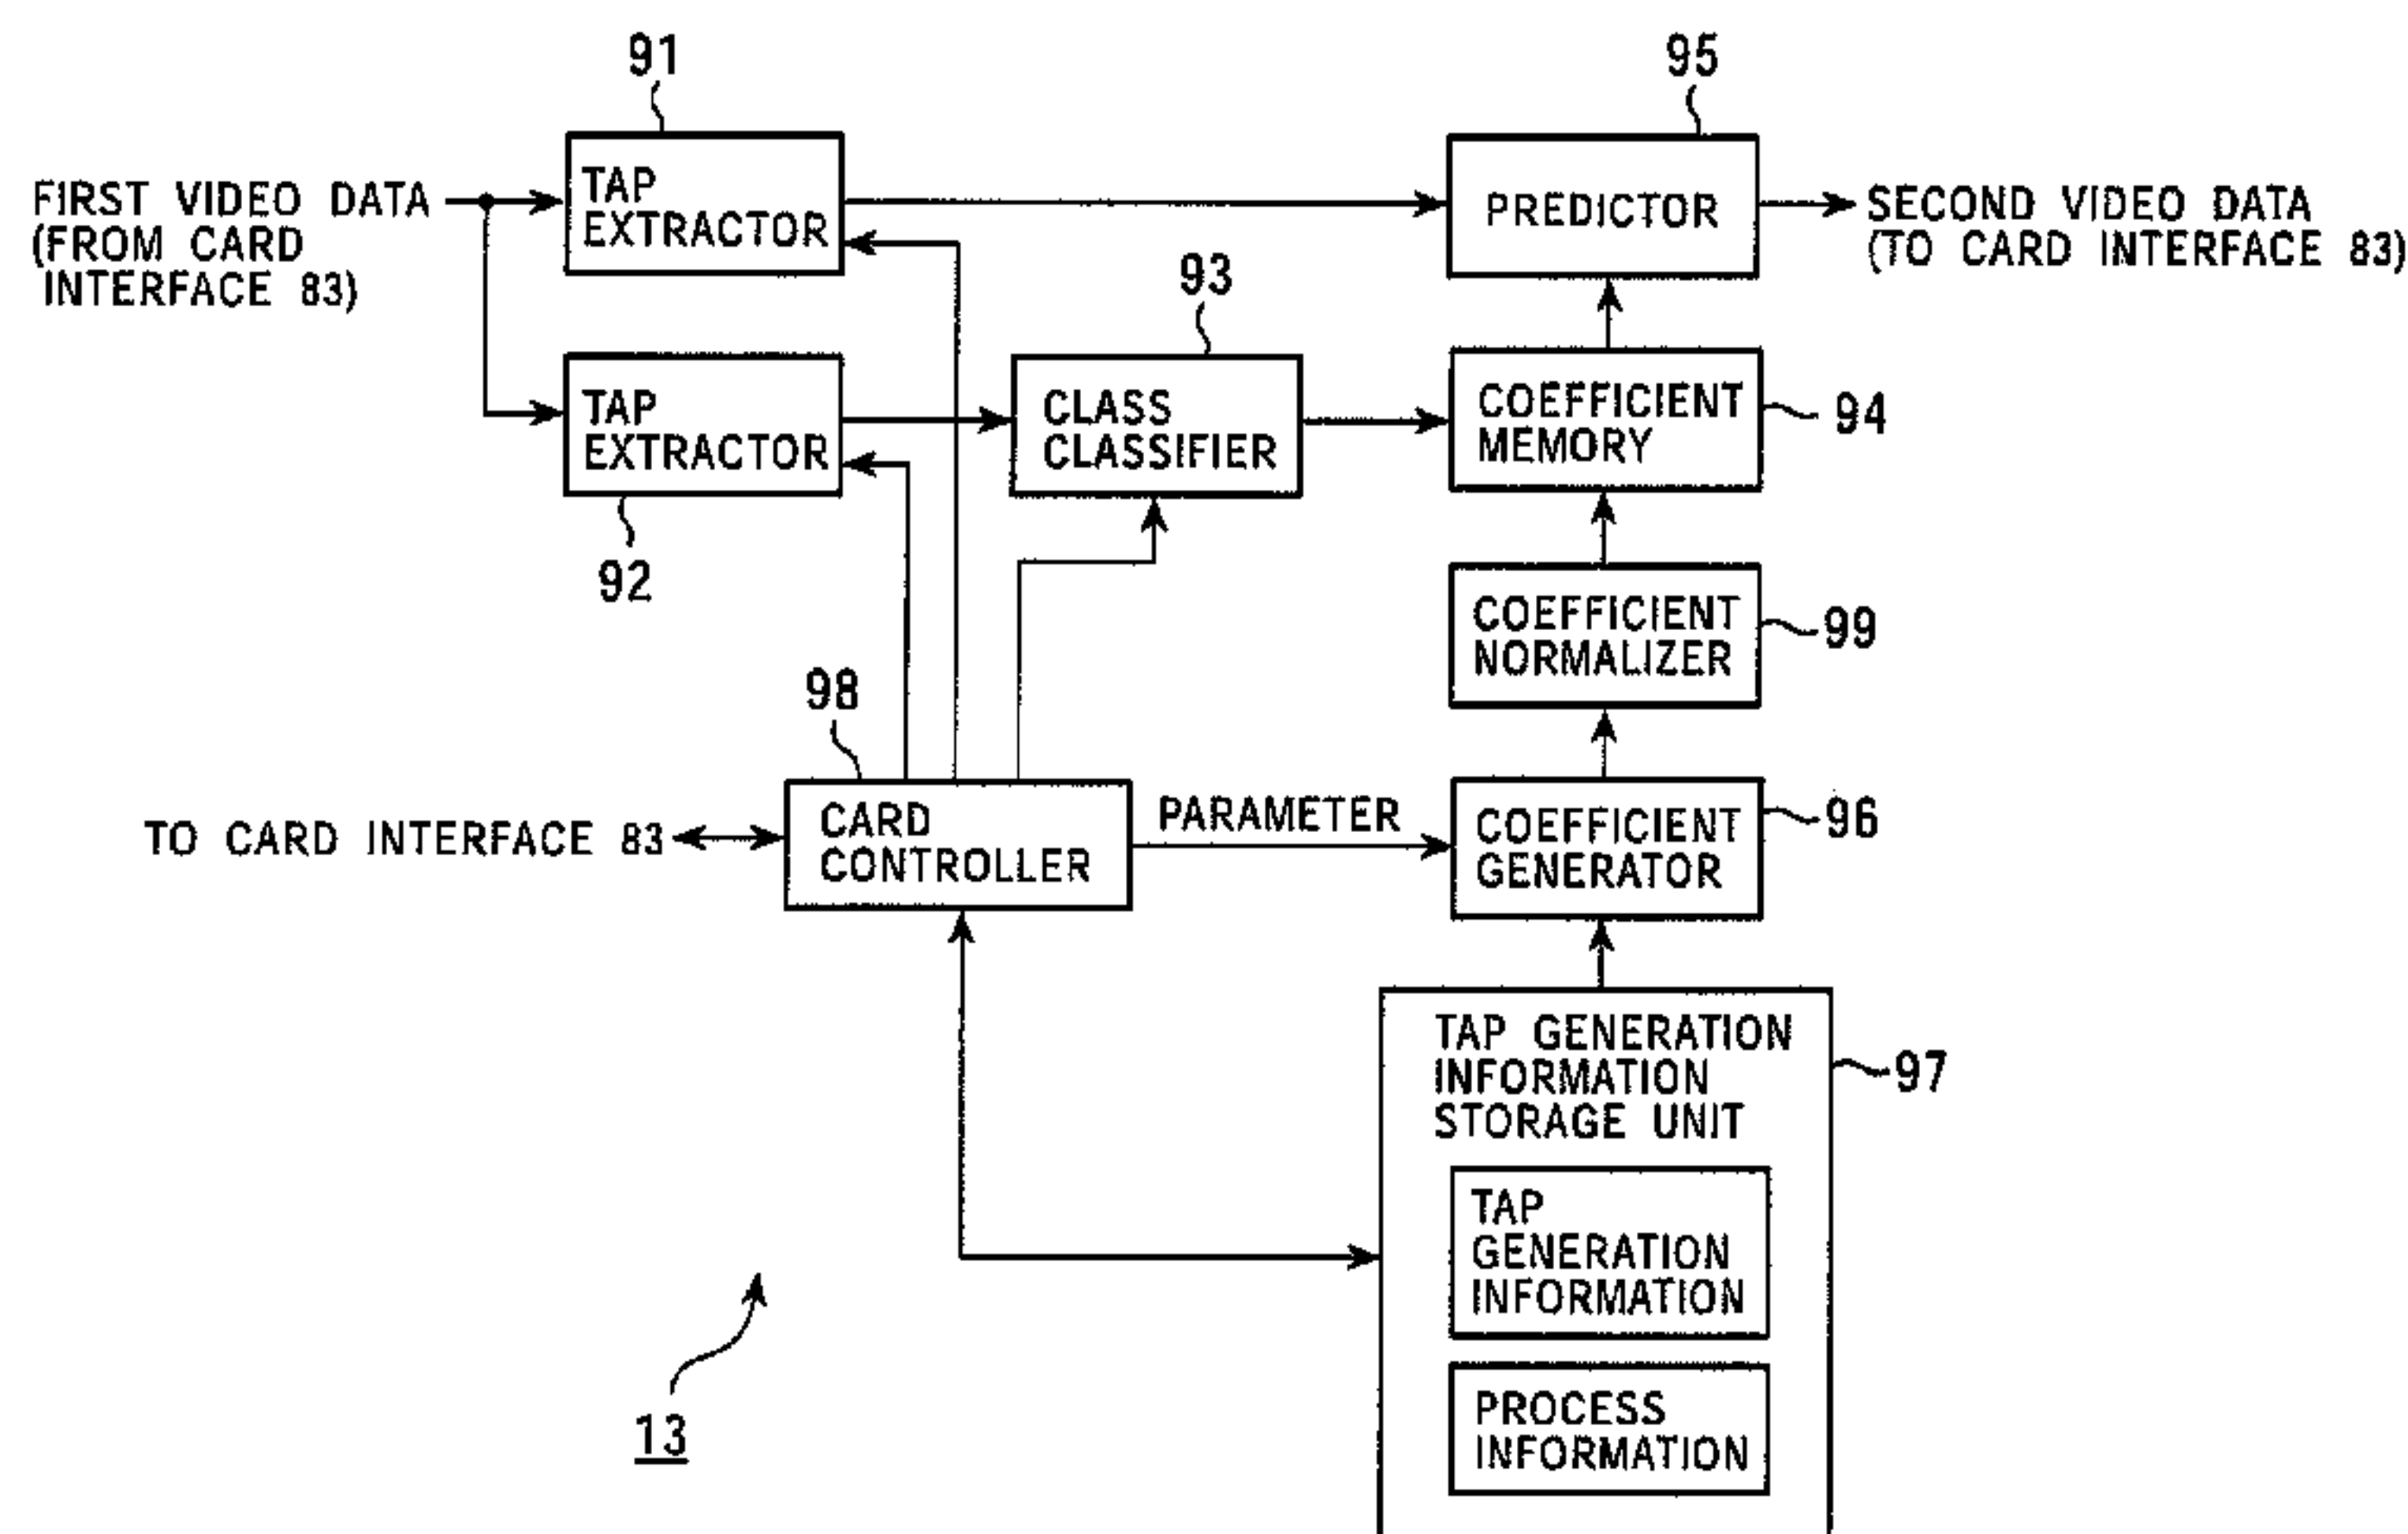 91
95
FIRST VIDEO DATA
(FROM CARD
INTERFACE 83)
TAP
EXTRACTOR
PREDICTOR
SECOND VIDEO DATA
(TO CARD INTERFACE 83)
93
TAP
EXTRACTOR
92
CLASS
CLASSIFIER
COEFFICIENT
MEMORY
94
COEFFICIENT
NORMALIZER
99
98
TO CARD INTERFACE 83
CARD
CONTROLLER
PARAMETER
COEFFICIENT
GENERATOR
96
TAP GENERATION
INFORMATION
STORAGE UNIT
97
TAP
GENERATION
INFORMATION
PROCESS
INFORMATION
13